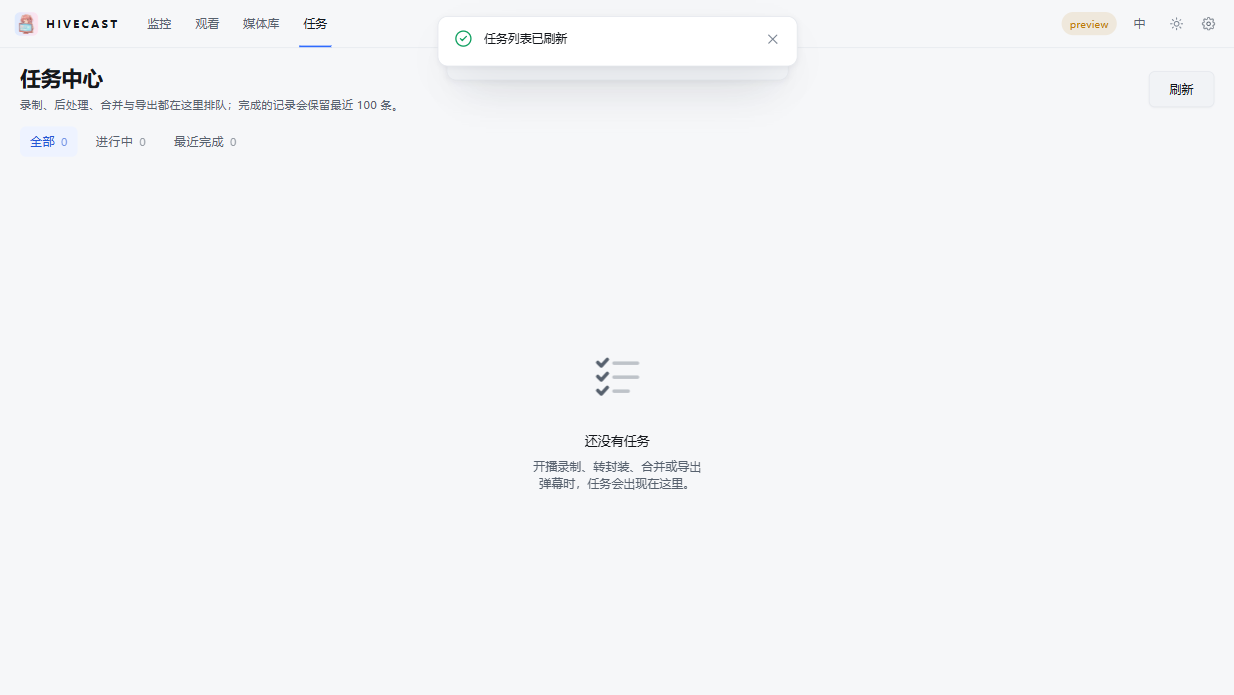 HIVECAST
监控
观看
媒体库
任务
任务列表已刷新
preview
中
任务中心
录制、后处理、合并与导出都在这里排队；完成的记录会保留最近 100 条。
刷新
全部 0
进行中 0
最近完成 0
还没有任务
开播录制、转封装、合并或导出
弹幕时，任务会出现在这里。